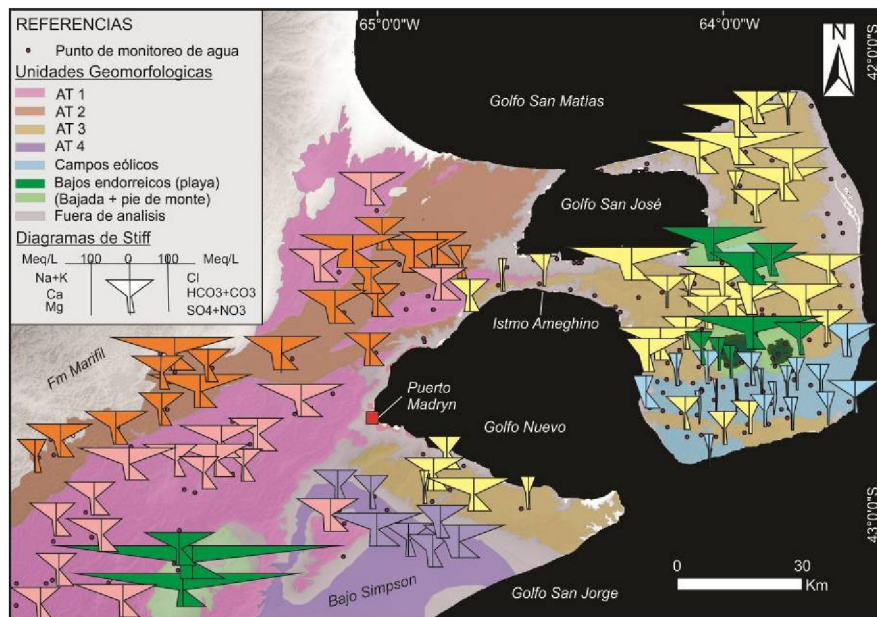 REFERENCIAS
Punto de monitoreo de agua
Unidades Geomorfologicas
AT 1
AT 2
AT 3
AT 4
Campos eólicos
Bajos endorreicos (playa)
(Bajada + pie de monte)
Fuera de analisis
Diagramas de Stiff
Meq/L 100 0 100 Meq/L
Na+K Cl
Ca HCO3+CO3
Mg SO4+NO3
65°0'0"W
64°0'0"W
N
42°0'0"S
Golfo San Matías
Golfo San José
Istmo Ameghino
Fm Marifil
Puerto
Madryn
Golfo Nuevo
43°0'0"S
Bajo Simpson
Golfo San Jorge
0 30
Km